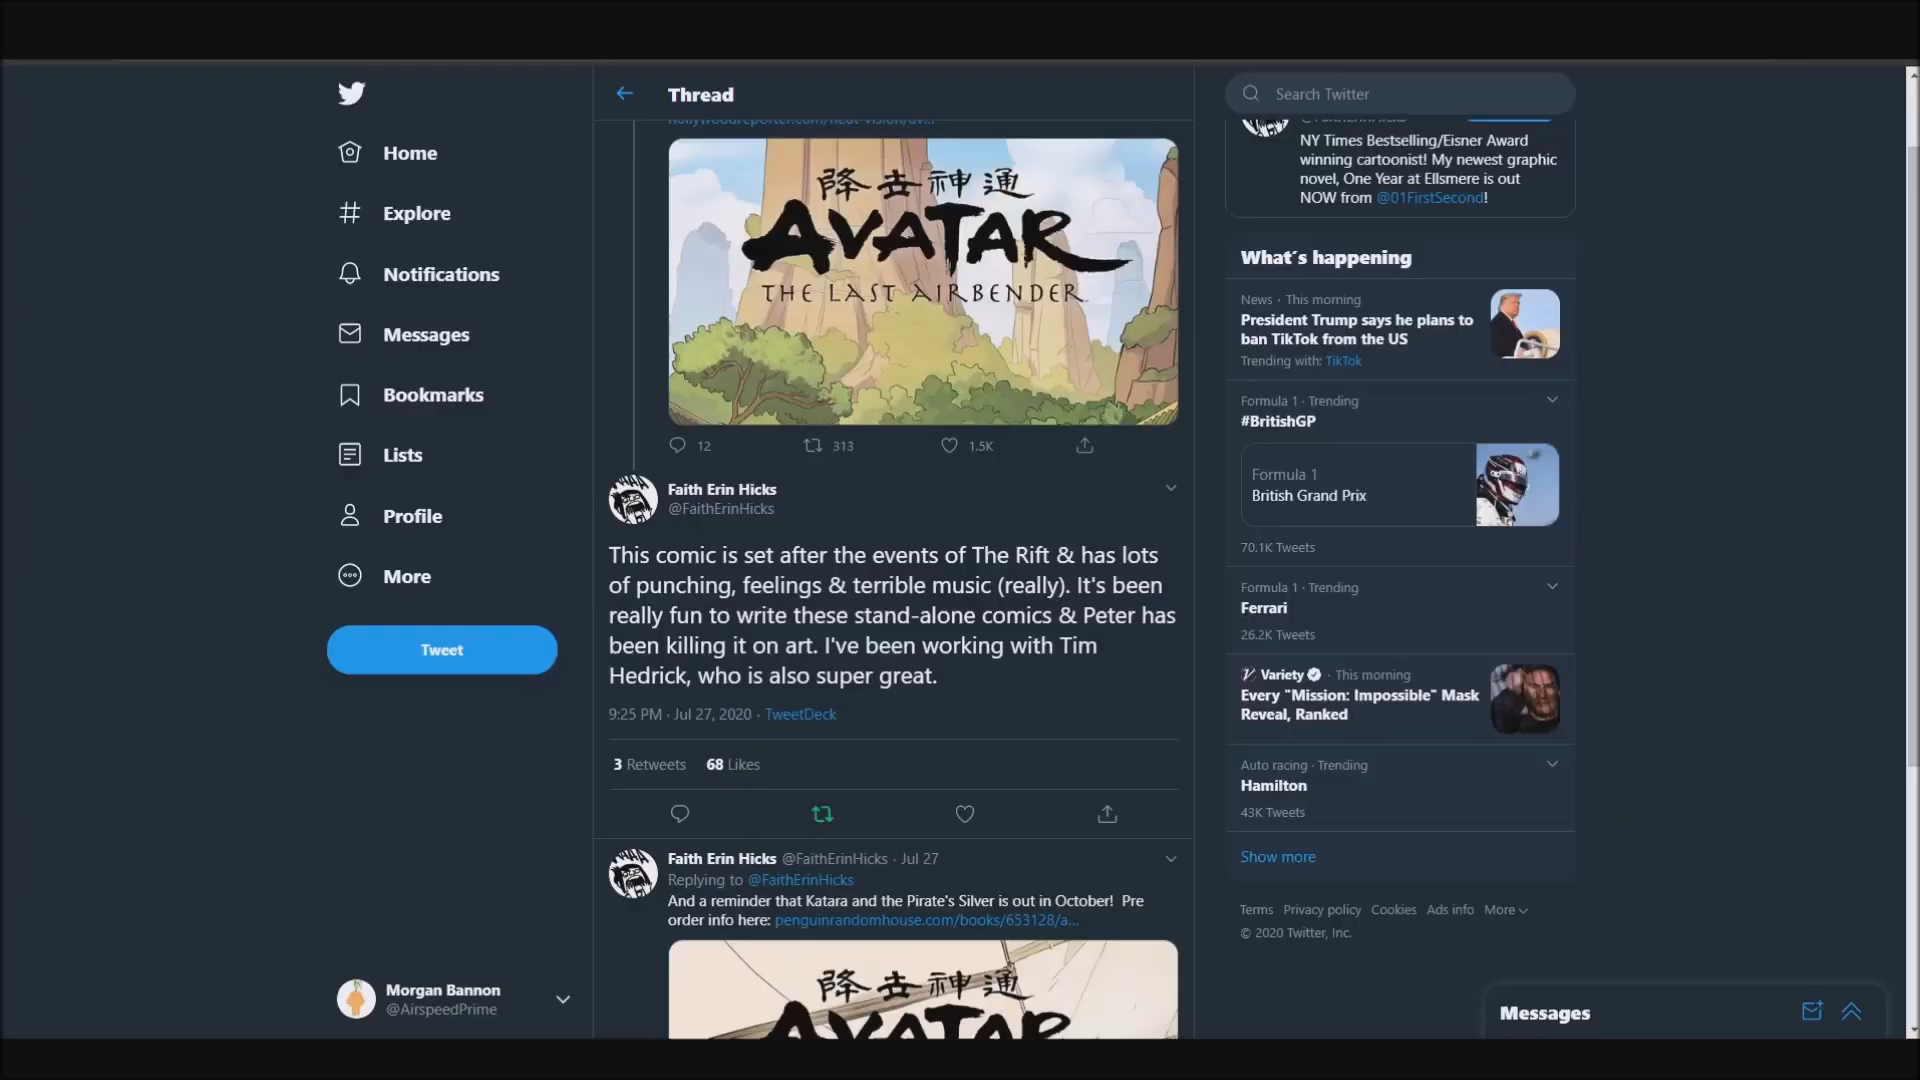 Home
Explore
Notifications
Messages
Bookmarks
Lists
Profile
More
Tweet
Morgan Bannon
@AirspeedPrime
Thread
降去神通
AVATAR
THE LAST AIRBENDER
12 313 1.5K
Faith Erin Hicks
@FaithErinHicks
This comic is set after the events of The Rift & has lots
of punching, feelings & terrible music (really). It's been
really fun to write these stand-alone comics & Peter has
been killing it on art. I've been working with Tim
Hedrick, who is also super great.
9:25 PM · Jul 27, 2020 · TweetDeck
3 Retweets 68 Likes
Faith Erin Hicks @FaithErinHicks · Jul 27
Replying to @FaithErinHicks
And a reminder that Katara and the Pirate's Silver is out in October! Pre
order info here: penguinrandomhouse.com/books/653128/a...
降去神通
AVATAR
Search Twitter
NY Times Bestselling/Eisner Award
winning cartoonist! My newest graphic
novel, One Year at Ellsmere is out
NOW from @01FirstSecond!
What's happening
News · This morning
President Trump says he plans to
ban TikTok from the US
Trending with: TikTok
Formula 1 · Trending
#BritishGP
Formula 1
British Grand Prix
70.1K Tweets
Formula 1 · Trending
Ferrari
26.2K Tweets
Variety · This morning
Every "Mission: Impossible" Mask
Reveal, Ranked
Auto racing · Trending
Hamilton
43K Tweets
Show more
Terms Privacy policy Cookies Ads info More
© 2020 Twitter, Inc.
Messages